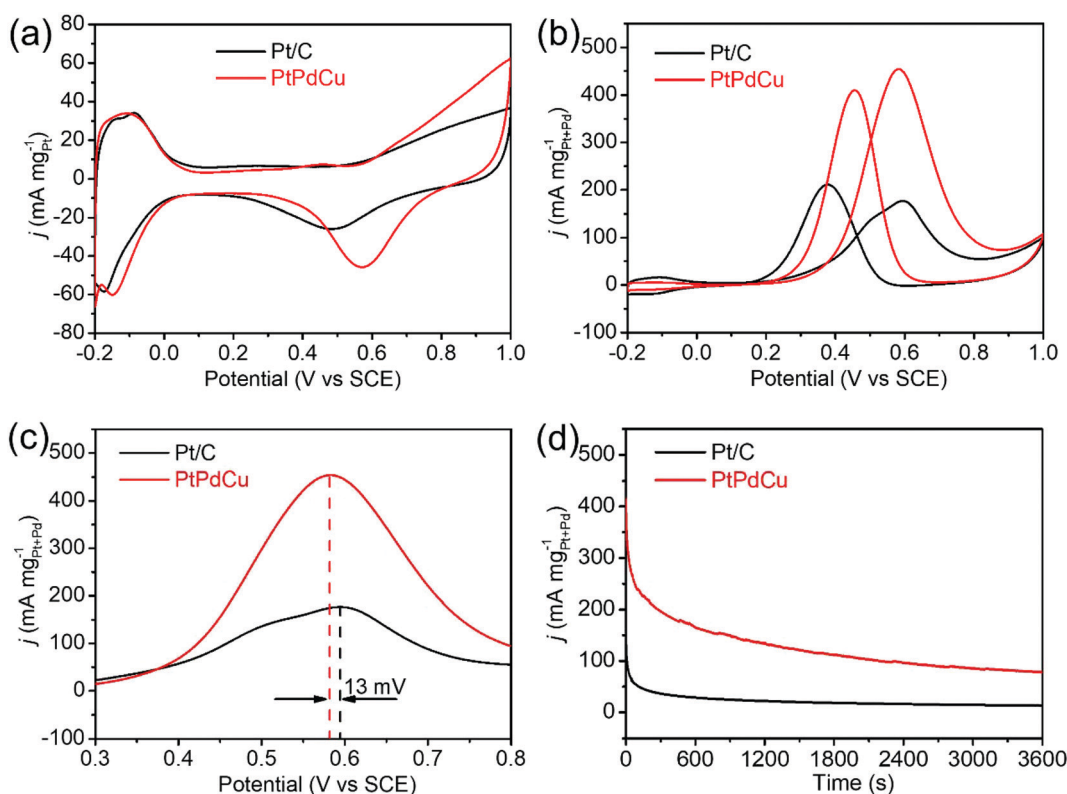 (a)
Pt/C
PtPdCu
j (mA mg⁻¹Pt)
80
60
40
20
0
-20
-40
-60
-80
-0.2 0.0 0.2 0.4 0.6 0.8 1.0
Potential (V vs SCE)
(b)
Pt/C
PtPdCu
j (mA mg⁻¹Pt+Pd)
500
400
300
200
100
0
-100
-0.2 0.0 0.2 0.4 0.6 0.8 1.0
Potential (V vs SCE)
(c)
Pt/C
PtPdCu
j (mA mg⁻¹Pt+Pd)
500
400
300
200
100
0
-100
13 mV
0.3 0.4 0.5 0.6 0.7 0.8
Potential (V vs SCE)
(d)
Pt/C
PtPdCu
j (mA mg⁻¹Pt+Pd)
500
400
300
200
100
0
0 600 1200 1800 2400 3000 3600
Time (s)